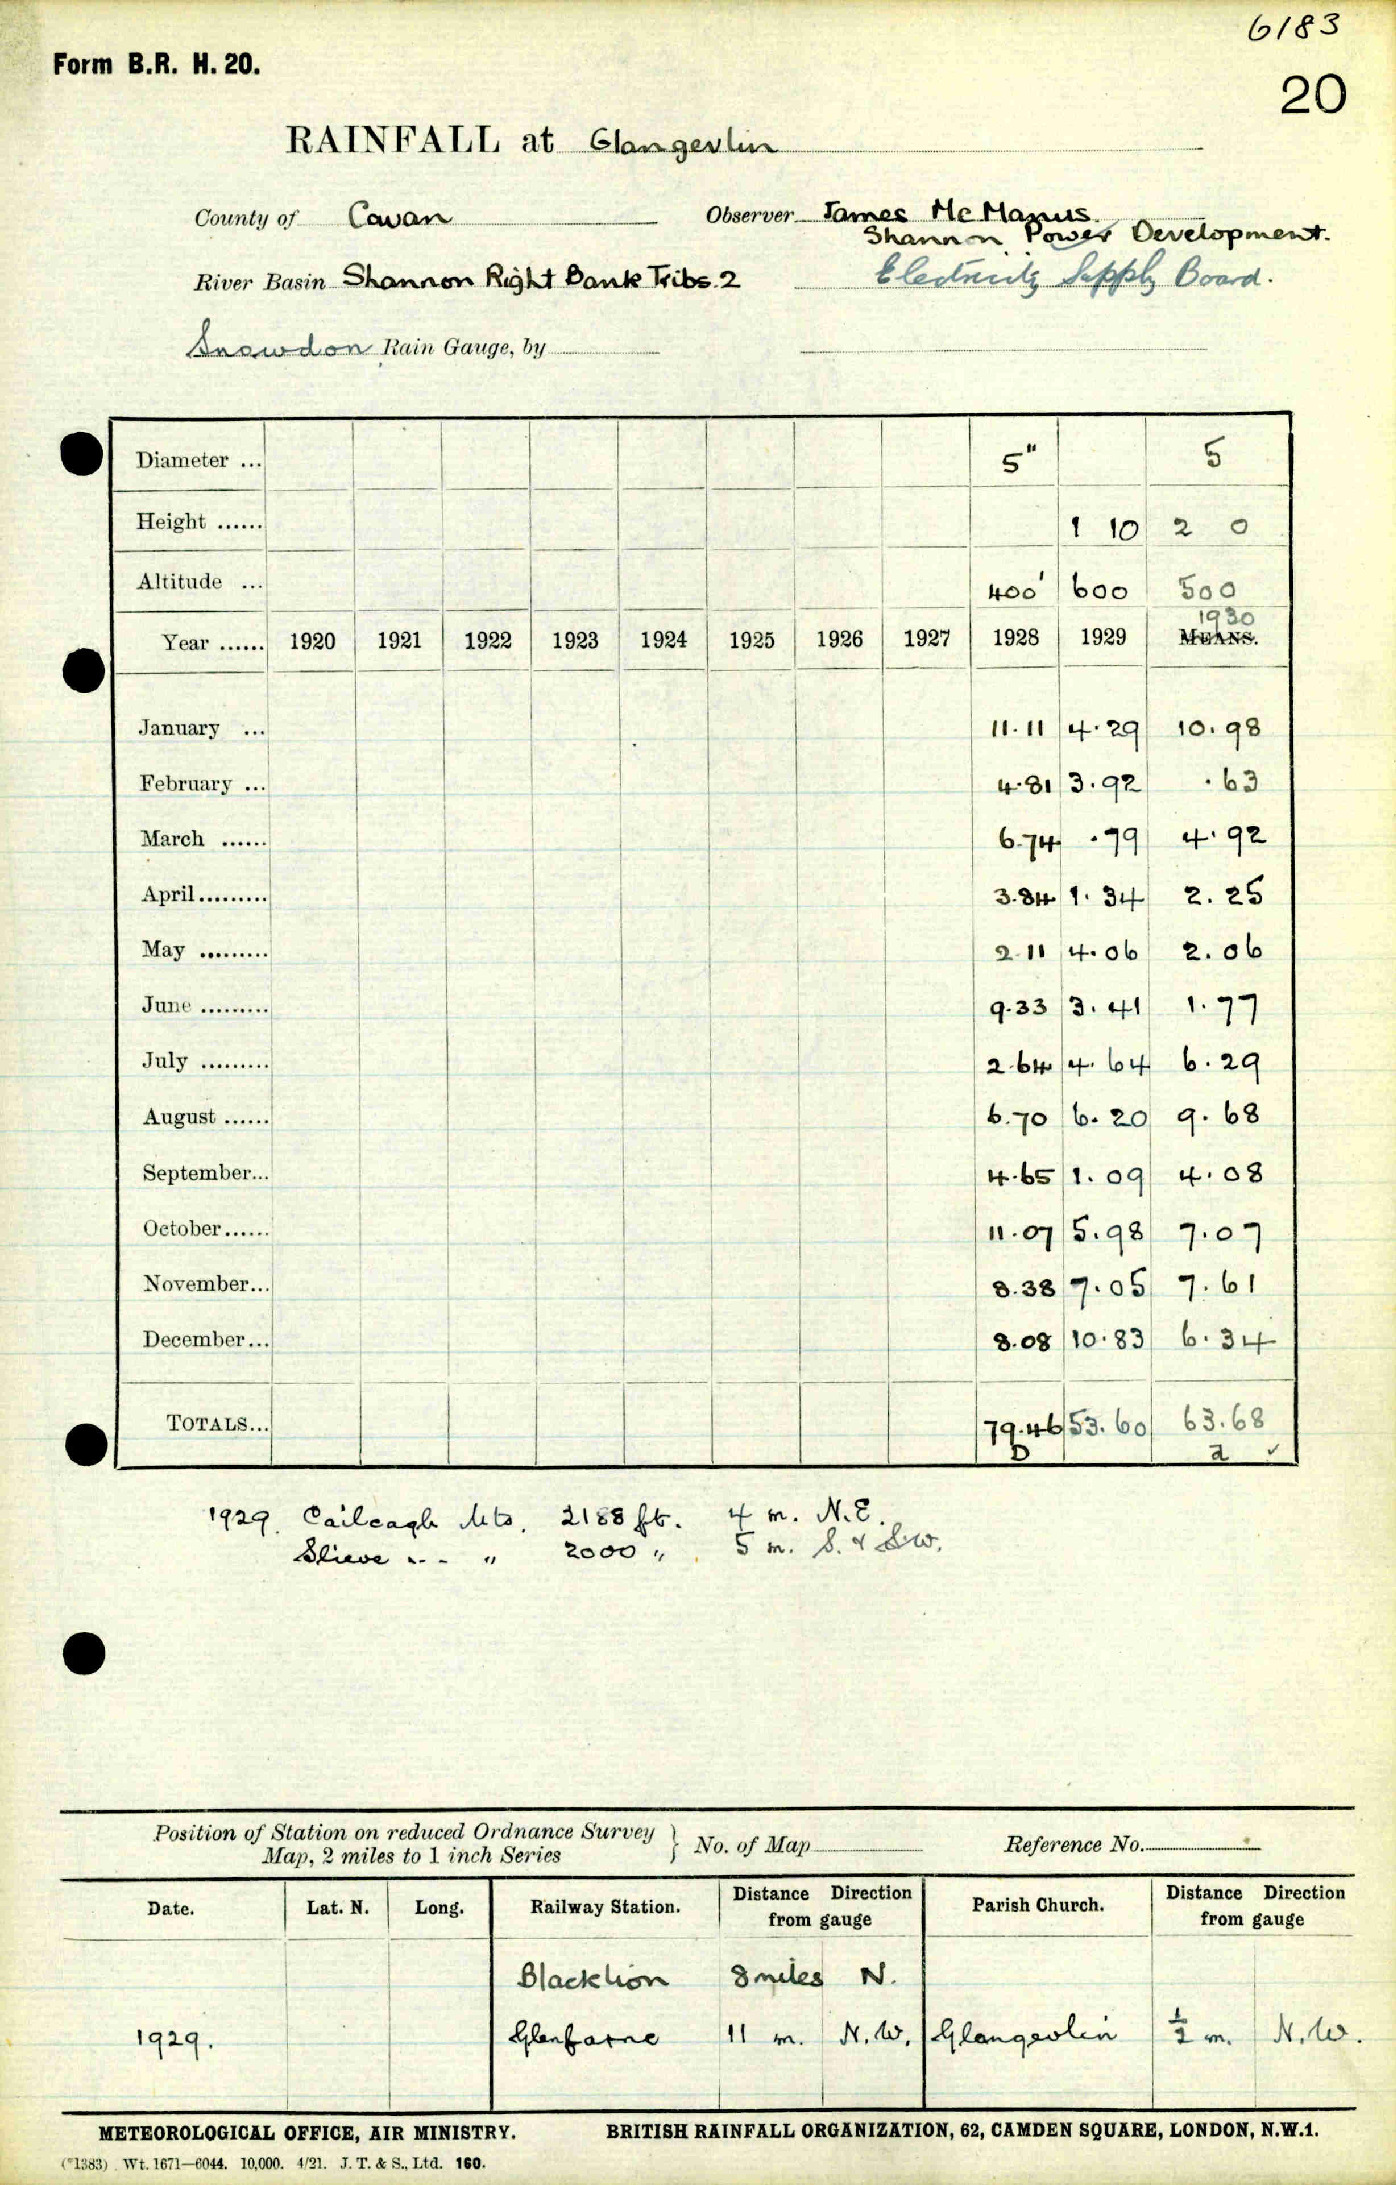 6183
Form B.R. H. 20.
20
RAINFALL at Glangevlin
County of Cavan Observer James McManus
Shannon Power Development.
River Basin Shannon Right Bank Tribs. 2 Electricity Supply Board.
Snowdon Rain Gauge, by
Diameter ... 5" 5
Height ...... 1 10 2 0
Altitude ... 400' 600 500
1930
Year ...... 1920 1921 1922 1923 1924 1925 1926 1927 1928 1929 MEANS.
January ... 11.11 4.29 10.98
February ... 4.81 3.92 .63
March ...... 6.74 .79 4.92
April ......... 3.84 1.34 2.25
May ......... 2.11 4.06 2.06
June ......... 9.33 3.41 1.77
July ......... 2.64 4.64 6.29
August ...... 6.70 6.20 9.68
September... 4.65 1.09 4.08
October...... 11.07 5.98 7.07
November... 8.38 7.05 7.61
December... 8.08 10.83 6.34
TOTALS... 79.46 53.60 63.68
D a ✓
1929. Cailcagh Mts. 2188 ft. 4 m. N.E.
Slieve -- " 2000 " 5 m. S. & S.W.
Position of Station on reduced Ordnance Survey
Map, 2 miles to 1 inch Series } No. of Map Reference No.
Date. Lat. N. Long. Railway Station. Distance Direction from gauge Parish Church. Distance Direction from gauge
Blacklion 8 miles N.
1929. Glenfarne 11 m. N.W. Glangevlin ½ m. N.W.
METEOROLOGICAL OFFICE, AIR MINISTRY. BRITISH RAINFALL ORGANIZATION, 62, CAMDEN SQUARE, LONDON, N.W.1.
(*1383) Wt. 1671—6044. 10,000. 4/21. J. T. & S., Ltd. 160.